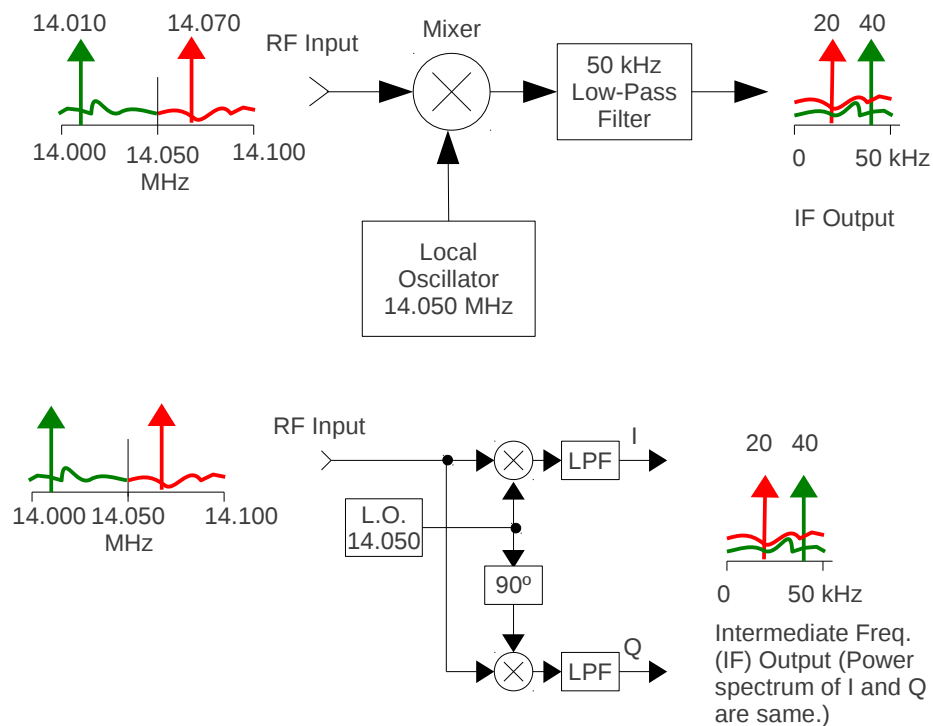 14.010
14.070
14.000
14.050
MHz
14.100
RF Input
Mixer
50 kHz
Low-Pass
Filter
Local
Oscillator
14.050 MHz
20
40
0
50 kHz
IF Output
14.000
14.050
MHz
14.100
RF Input
L.O.
14.050
90º
LPF
I
LPF
Q
20
40
0
50 kHz
Intermediate Freq.
(IF) Output (Power
spectrum of I and Q
are same.)